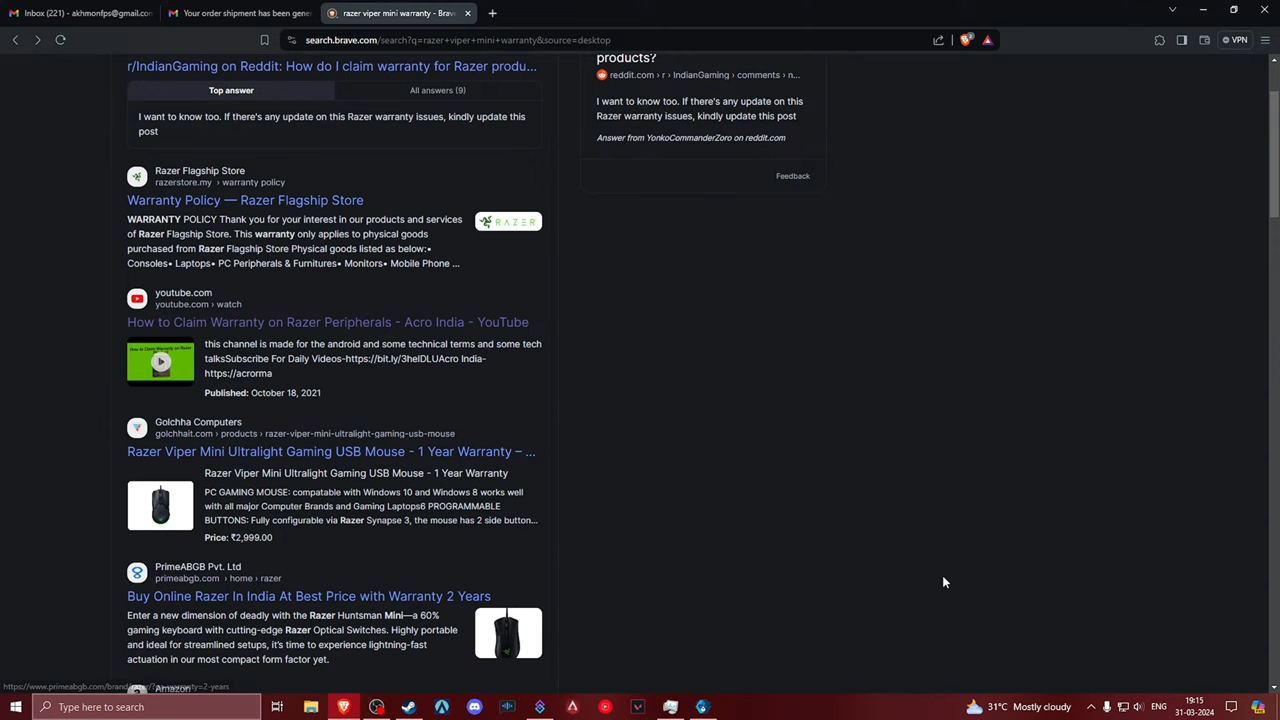 Inbox (221) - akhmonfps@gmail.con
Your order shipment has been gene
razer viper mini warranty - Brave
search.brave.com/search?q=razer+viper+mini+warranty&source=desktop
2
VPN
r/IndianGaming on Reddit: How do I claim warranty for Razer produ...
Top answer
All answers (9)
I want to know too. If there's any update on this Razer warranty issues, kindly update this
post
Razer Flagship Store
razerstore.my › warranty policy
Warranty Policy — Razer Flagship Store
WARRANTY POLICY Thank you for your interest in our products and services
of Razer Flagship Store. This warranty only applies to physical goods
purchased from Razer Flagship Store Physical goods listed as below:•
Consoles• Laptops• PC Peripherals & Furnitures• Monitors• Mobile Phone ...
RAZER
youtube.com
youtube.com › watch
How to Claim Warranty on Razer Peripherals - Acro India - YouTube
How to Claim Warranty on Razer
this channel is made for the android and some technical terms and some tech
talksSubscribe For Daily Videos-https://bit.ly/3heIDLUAcro India-
https://acrorma
Published: October 18, 2021
Golchha Computers
golchhait.com › products › razer-viper-mini-ultralight-gaming-usb-mouse
Razer Viper Mini Ultralight Gaming USB Mouse - 1 Year Warranty – ...
Razer Viper Mini Ultralight Gaming USB Mouse - 1 Year Warranty
PC GAMING MOUSE: compatable with Windows 10 and Windows 8 works well
with all major Computer Brands and Gaming Laptops6 PROGRAMMABLE
BUTTONS: Fully configurable via Razer Synapse 3, the mouse has 2 side button...
Price: ₹2,999.00
PrimeABGB Pvt. Ltd
primeabgb.com › home › razer
Buy Online Razer In India At Best Price with Warranty 2 Years
Enter a new dimension of deadly with the Razer Huntsman Mini—a 60%
gaming keyboard with cutting-edge Razer Optical Switches. Highly portable
and ideal for streamlined setups, it's time to experience lightning-fast
actuation in our most compact form factor yet.
Amazon
products?
reddit.com › r › IndianGaming › comments › n...
I want to know too. If there's any update on this
Razer warranty issues, kindly update this post
Answer from YonkoCommanderZoro on reddit.com
Feedback
Type here to search
31°C Mostly cloudy
ENG
19:15
31-03-2024